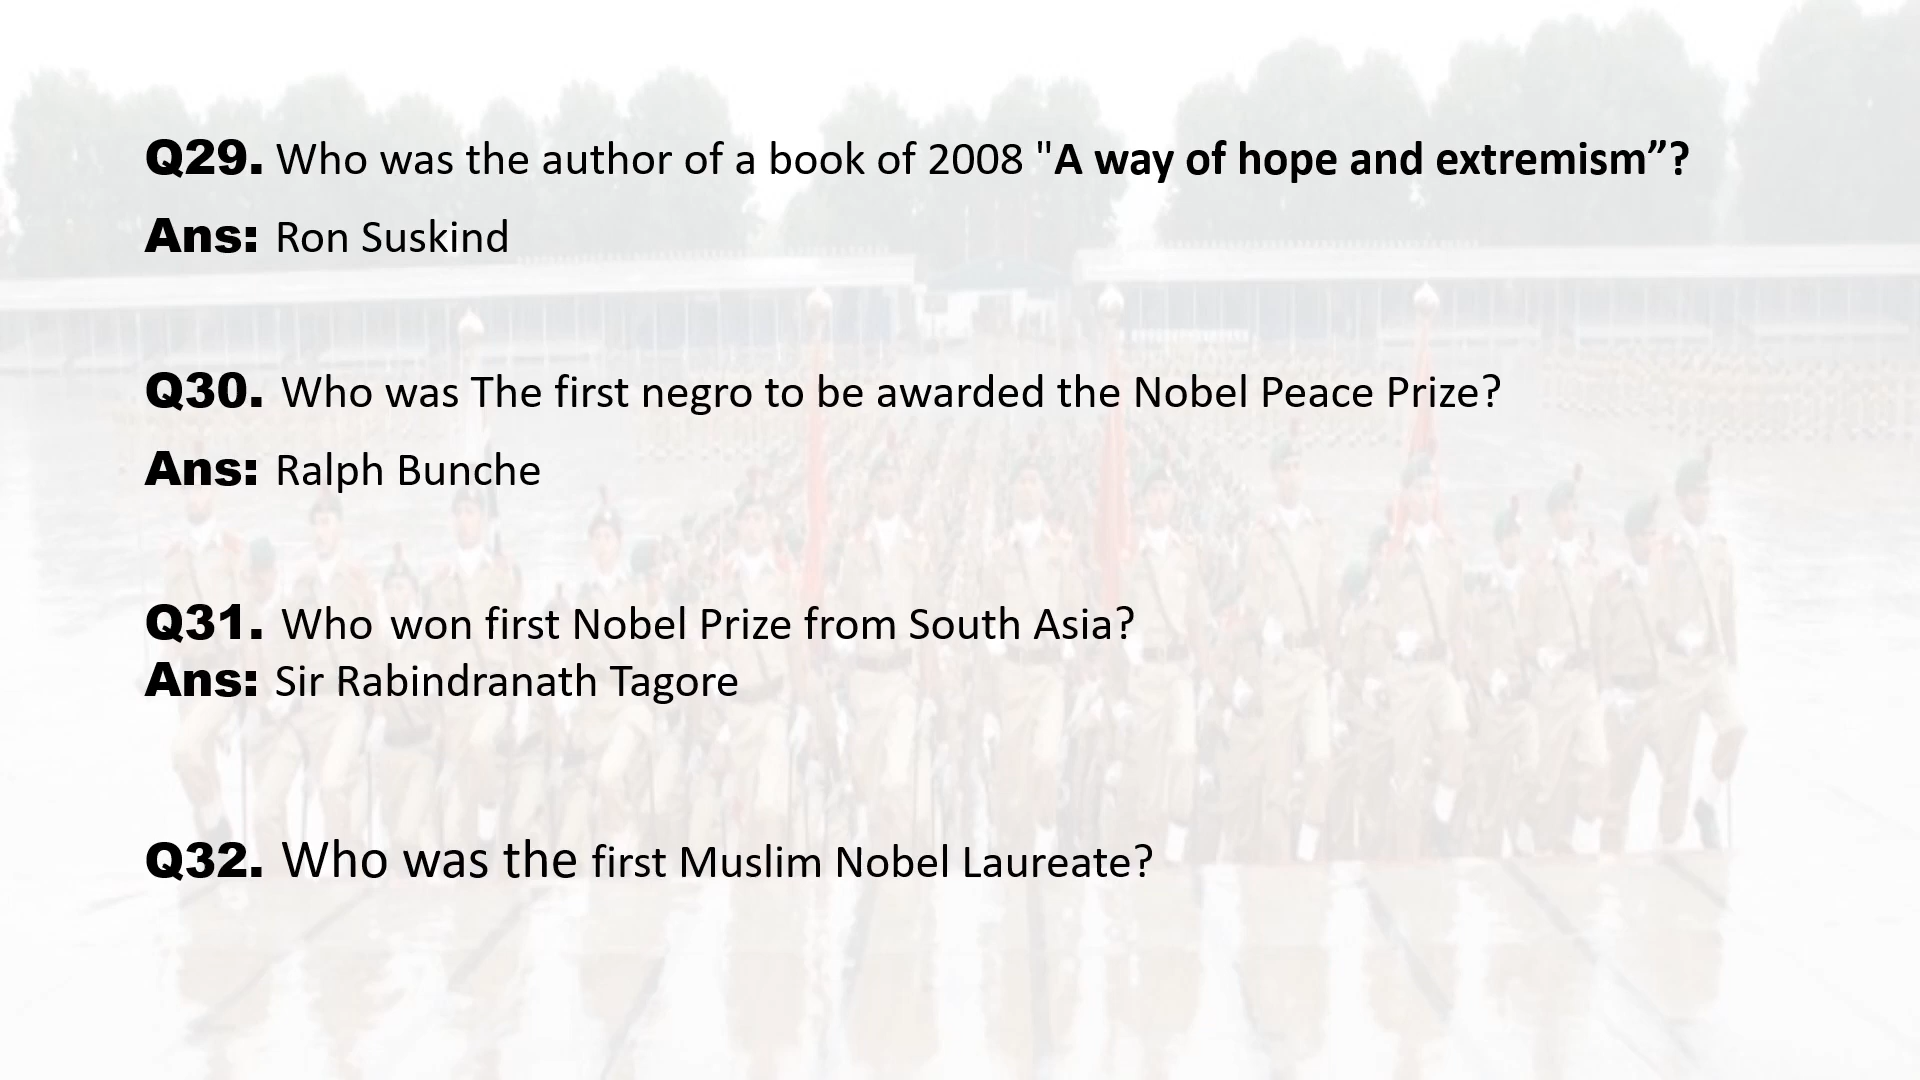 Q29. Who was the author of a book of 2008 "A way of hope and extremism”?
Ans: Ron Suskind
Q30. Who was The first negro to be awarded the Nobel Peace Prize?
Ans: Ralph Bunche
Q31. Who won first Nobel Prize from South Asia?
Ans: Sir Rabindranath Tagore
Q32. Who was the first Muslim Nobel Laureate?